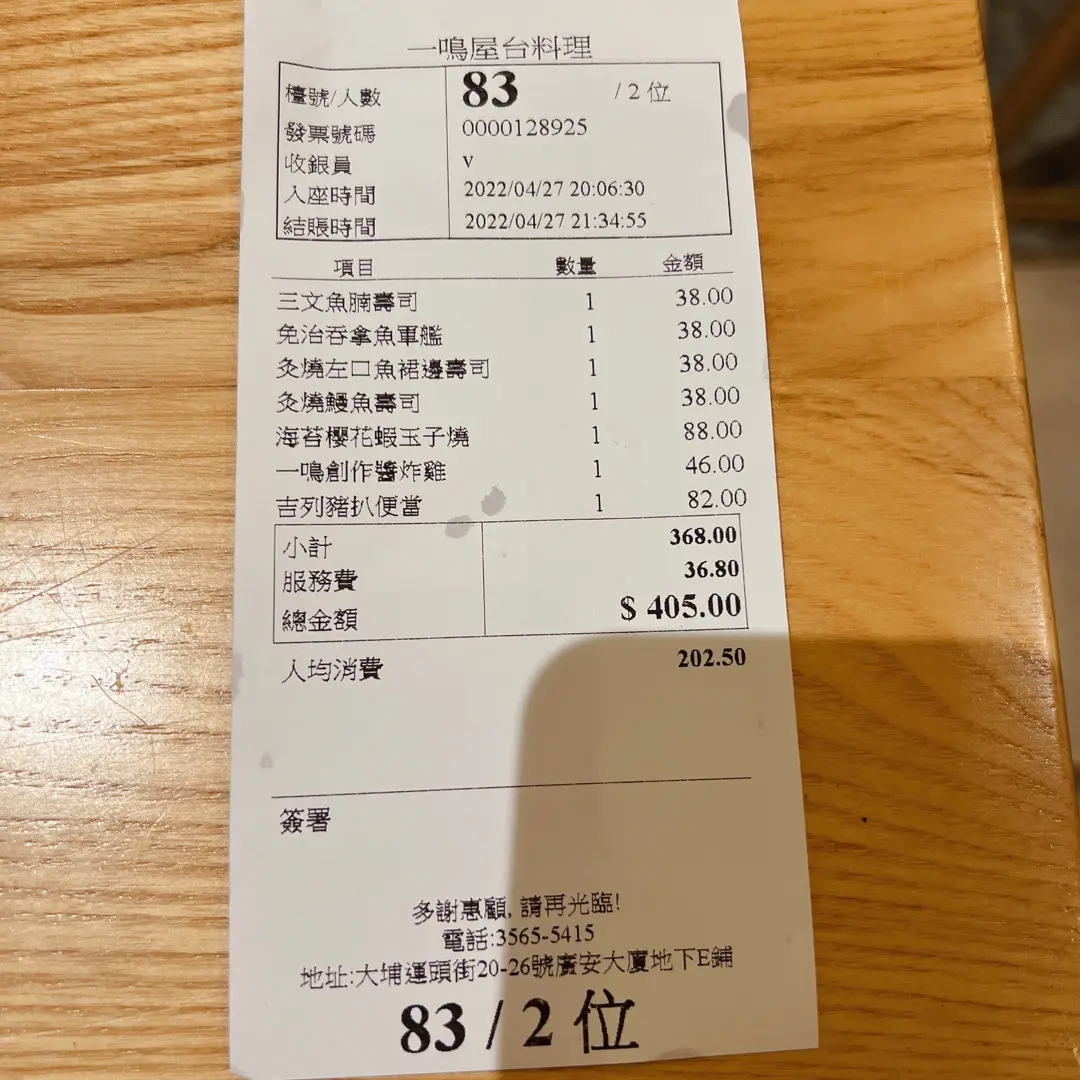 一鳴屋台料理
檯號/人數 83 / 2 位
發票號碼 0000128925
收銀員 v
入座時間 2022/04/27 20:06:30
結賬時間 2022/04/27 21:34:55
項目 數量 金額
三文魚腩壽司 1 38.00
免治吞拿魚軍艦 1 38.00
炙燒左口魚裙邊壽司 1 38.00
炙燒鰻魚壽司 1 38.00
海苔櫻花蝦玉子燒 1 88.00
一鳴創作醬炸雞 1 46.00
吉列豬扒便當 1 82.00
小計 368.00
服務費 36.80
總金額 $ 405.00
人均消費 202.50
簽署
多謝惠顧, 請再光臨!
電話:3565-5415
地址:大埔運頭街20-26號廣安大廈地下E鋪
83 / 2 位